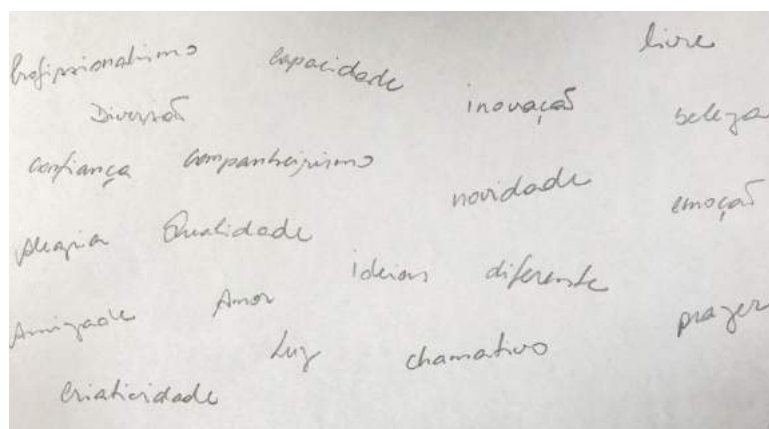 Profissionalismo capacidade livre
Diversão inovação beleza
confiança companheirismo
novidade emoção
Alegria Qualidade
ideias diferente
Amizade Amor prazer
Luz chamativo
Criatividade